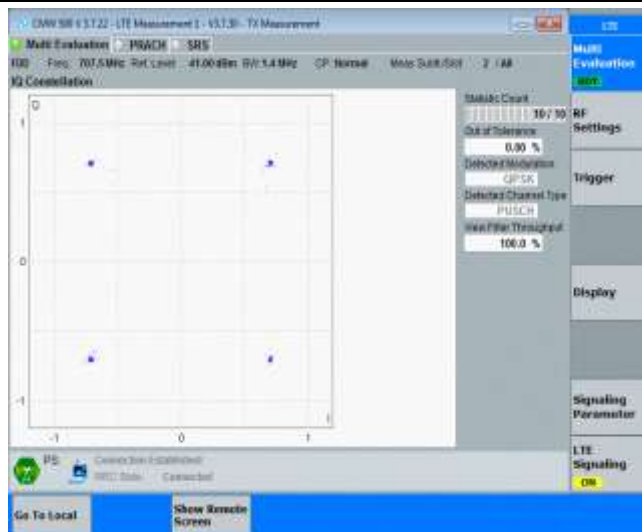 CMW 500 V 3.7.22 - LTE Measurement 1 - V3.7.30 - TX Measurement
LTE
Multi Evaluation PRACH SRS
Multi Evaluation
RDY
FDD Freq.: 707.5 MHz Ref. Level: 41.00 dBm BW: 1.4 MHz CP: Normal Meas Subfr./Slot 2 / All
IQ Constellation
Q
Statistic Count
10 / 10
Out of Tolerance
0.00 %
Detected Modulation
QPSK
Detected Channel Type
PUSCH
View Filter Throughput
100.0 %
RF Settings
Trigger
Display
Signaling Parameter
LTE Signaling
ON
1
0
-1
I
-1 0 1
PS
Connection Established
RRC State Connected
Go To Local
Show Remote Screen